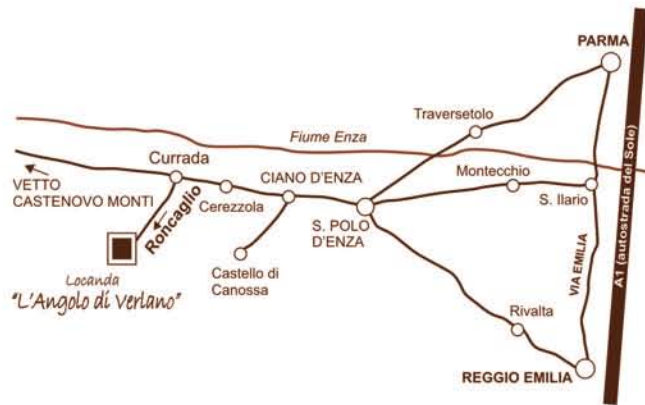 PARMA
Traversetolo
Fiume Enza
Currada
CIANO D'ENZA
Montecchio
VETTO
CASTENOVO MONTI
Roncaglio
Cerezzola
S. POLO
D'ENZA
S. Ilario
A1 (autostrada del Sole)
Castello di
Canossa
VIA EMILIA
Locanda
"L'Angolo di Verlano"
Rivalta
REGGIO EMILIA